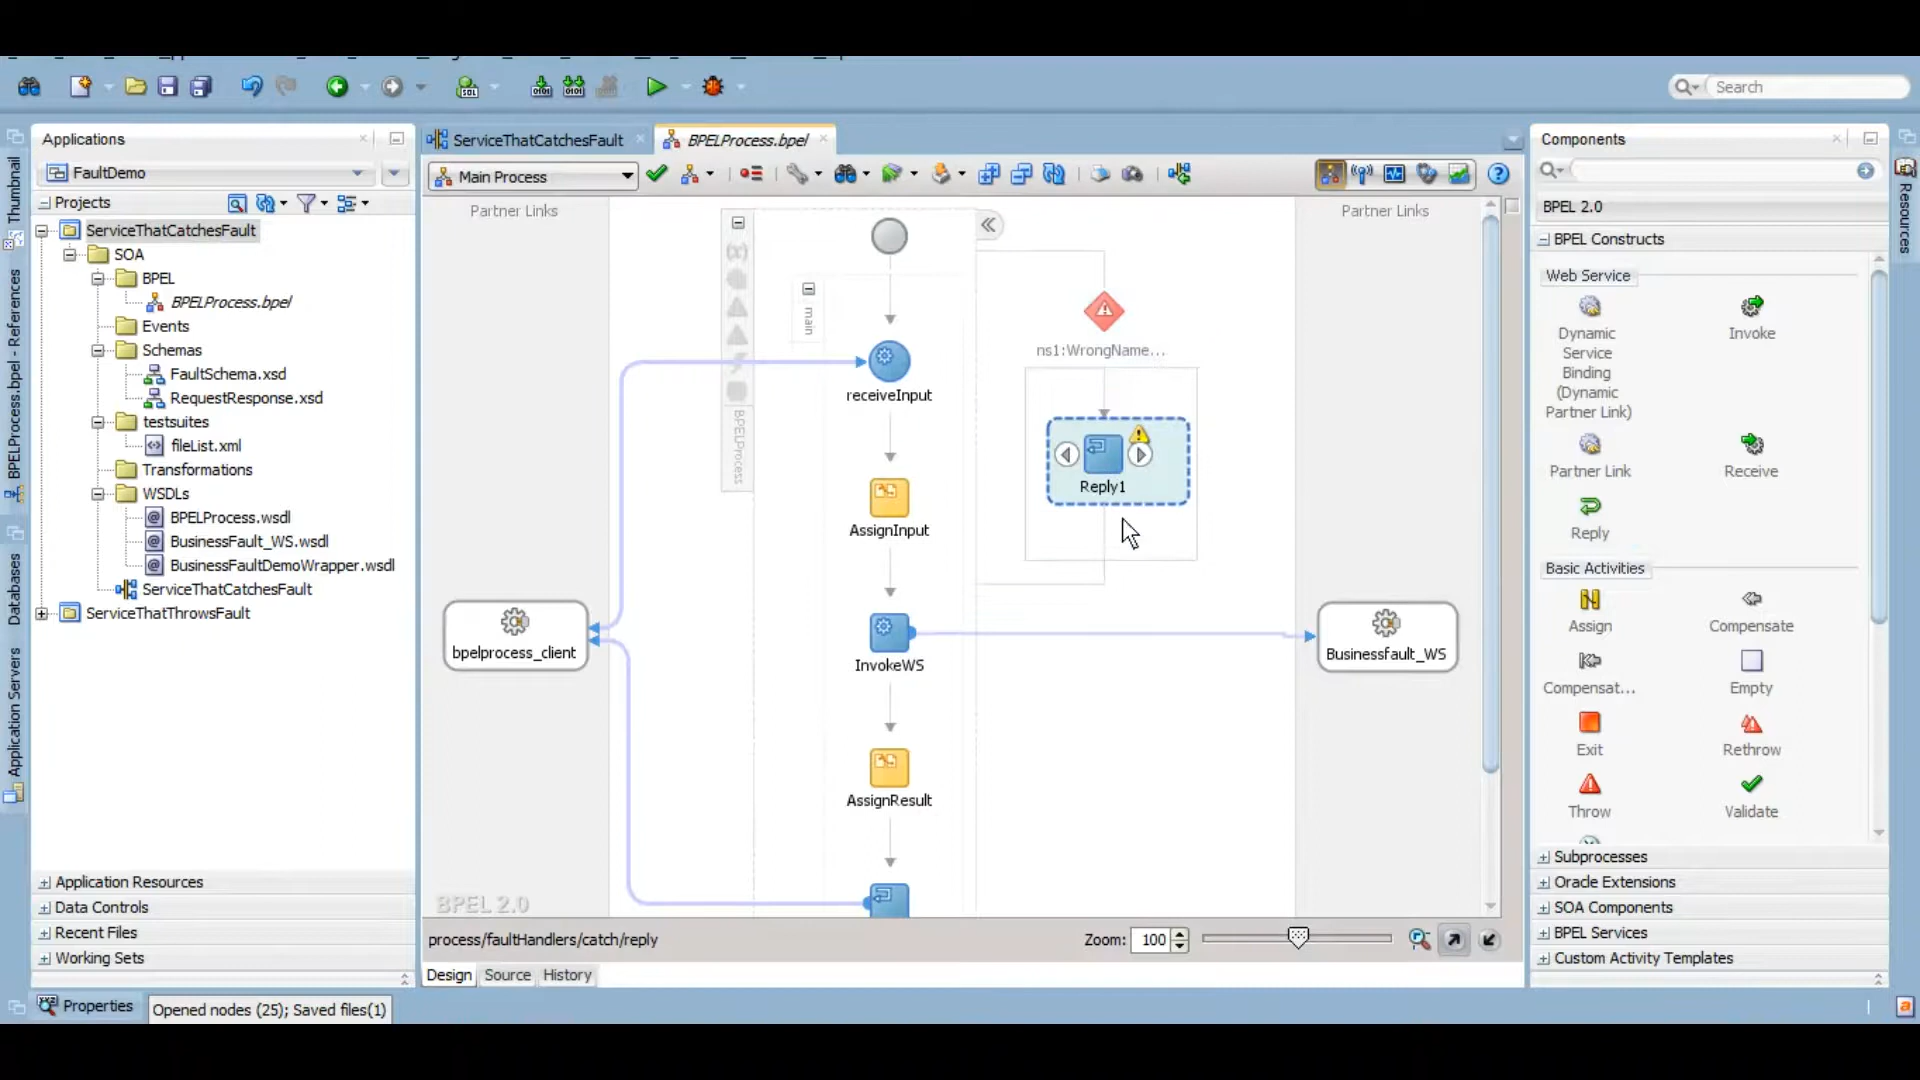 Search
Applications
FaultDemo
Projects
ServiceThatCatchesFault
SOA
BPEL
BPELProcess.bpel
Events
Schemas
FaultSchema.xsd
RequestResponse.xsd
testsuites
fileList.xml
Transformations
WSDLs
BPELProcess.wsdl
BusinessFault_WS.wsdl
BusinessFaultDemoWrapper.wsdl
ServiceThatCatchesFault
ServiceThatThrowsFault
Application Resources
Data Controls
Recent Files
Working Sets
Thumbnail
BPELProcess.bpel - References
Databases
Application Servers
ServiceThatCatchesFault
BPELProcess.bpel
Main Process
Partner Links
Partner Links
main
BPELProcess
receiveInput
AssignInput
InvokeWS
AssignResult
ns1:WrongName...
Reply1
bpelprocess_client
Businessfault_WS
BPEL 2.0
process/faultHandlers/catch/reply
Zoom: 100
Design Source History
Components
BPEL 2.0
BPEL Constructs
Web Service
Dynamic
Service
Binding
(Dynamic
Partner Link)
Invoke
Partner Link
Receive
Reply
Basic Activities
Assign
Compensate
Compensat...
Empty
Exit
Rethrow
Throw
Validate
Subprocesses
Oracle Extensions
SOA Components
BPEL Services
Custom Activity Templates
Resources
Properties
Opened nodes (25); Saved files(1)